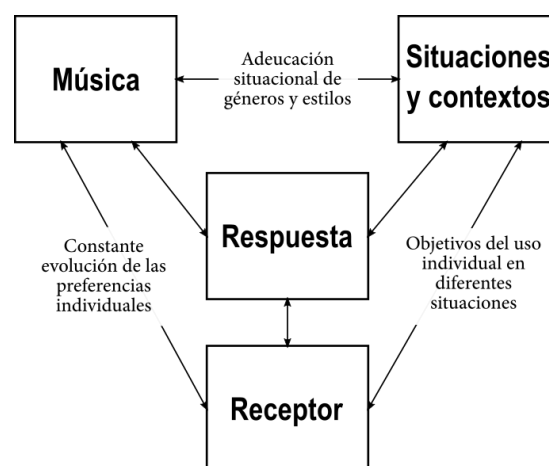 Música
Adeucación
situacional de
géneros y estilos
Situaciones
y contextos
Respuesta
Constante
evolución de las
preferencias
individuales
Objetivos del uso
individual en
diferentes
situaciones
Receptor